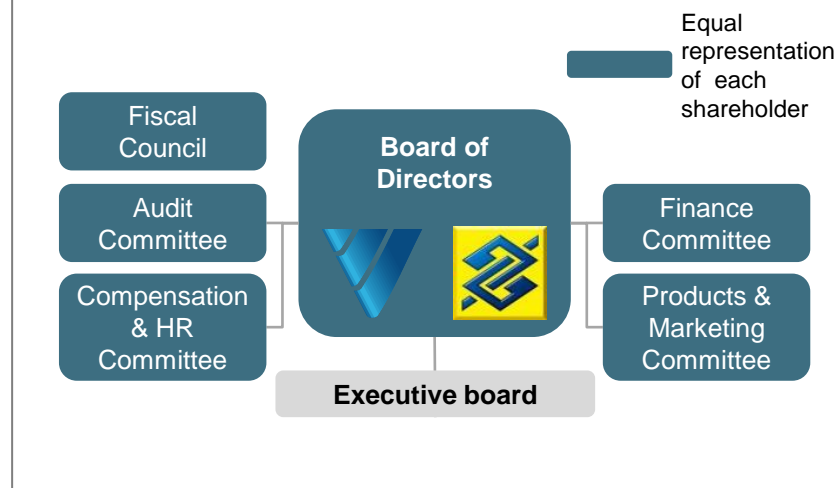 Equal
representation
of each
shareholder
Fiscal
Council
Board of
Directors
Audit
Committee
Finance
Committee
Compensation
& HR
Committee
Products &
Marketing
Committee
Executive board